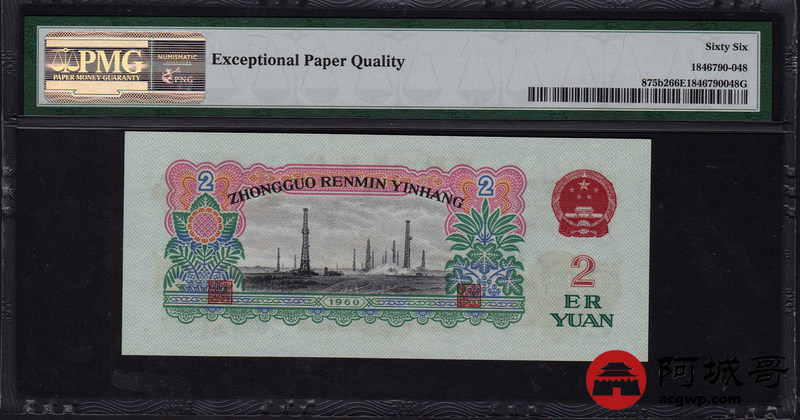 PMG
PAPER MONEY GUARANTY
NUMISMATIC
PNG
Exceptional Paper Quality
Sixty Six
1846790-048
875b266E1846790048G
2
ZHONGGUO RENMIN YINHANG
2
1960
2
ER
YUAN
阿城哥
acgwp.com